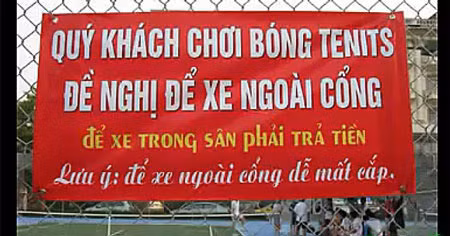 QUÝ KHÁCH CHƠI BÓNG TENITS
ĐỀ NGHỊ ĐỂ XE NGOÀI CỔNG
để xe trong sân phải trả tiền
Lưu ý: để xe ngoài cổng dễ mất cắp.